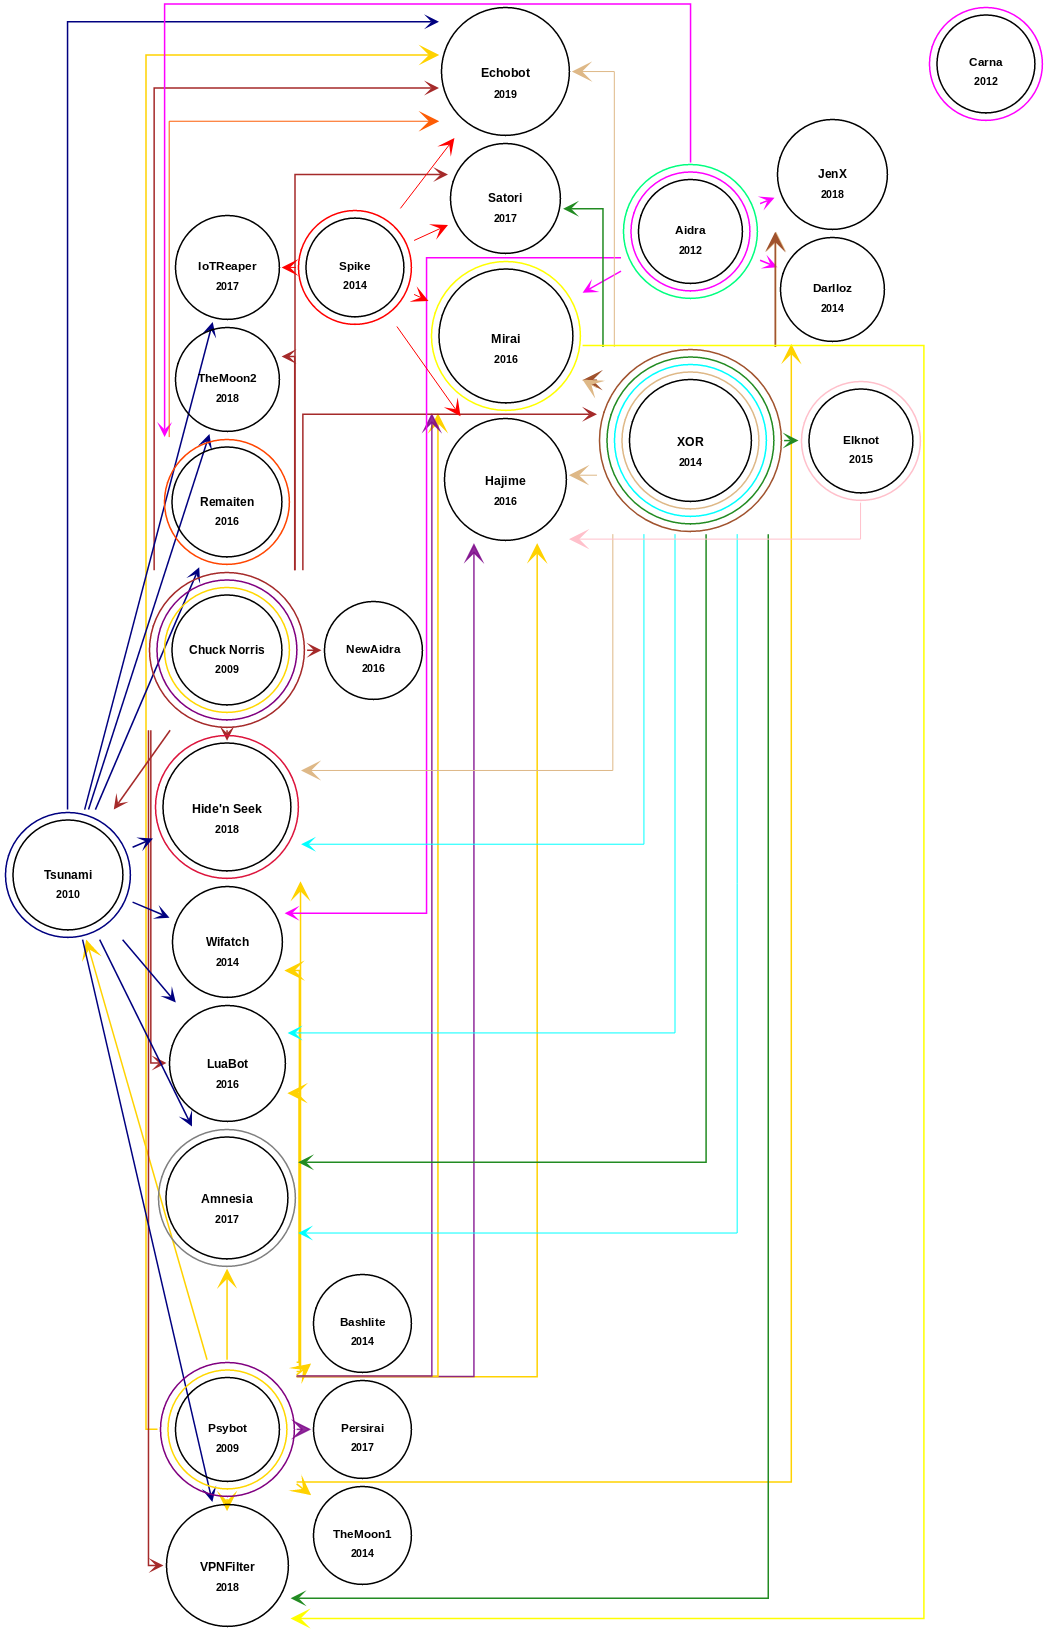 Echobot
2019
Carna
2012
JenX
2018
Satori
2017
Aidra
2012
IoTReaper
2017
Spike
2014
Darlloz
2014
Mirai
2016
TheMoon2
2018
XOR
2014
Elknot
2015
Hajime
2016
Remaiten
2016
Chuck Norris
2009
NewAidra
2016
Hide'n Seek
2018
Tsunami
2010
Wifatch
2014
LuaBot
2016
Amnesia
2017
Bashlite
2014
Psybot
2009
Persirai
2017
TheMoon1
2014
VPNFilter
2018